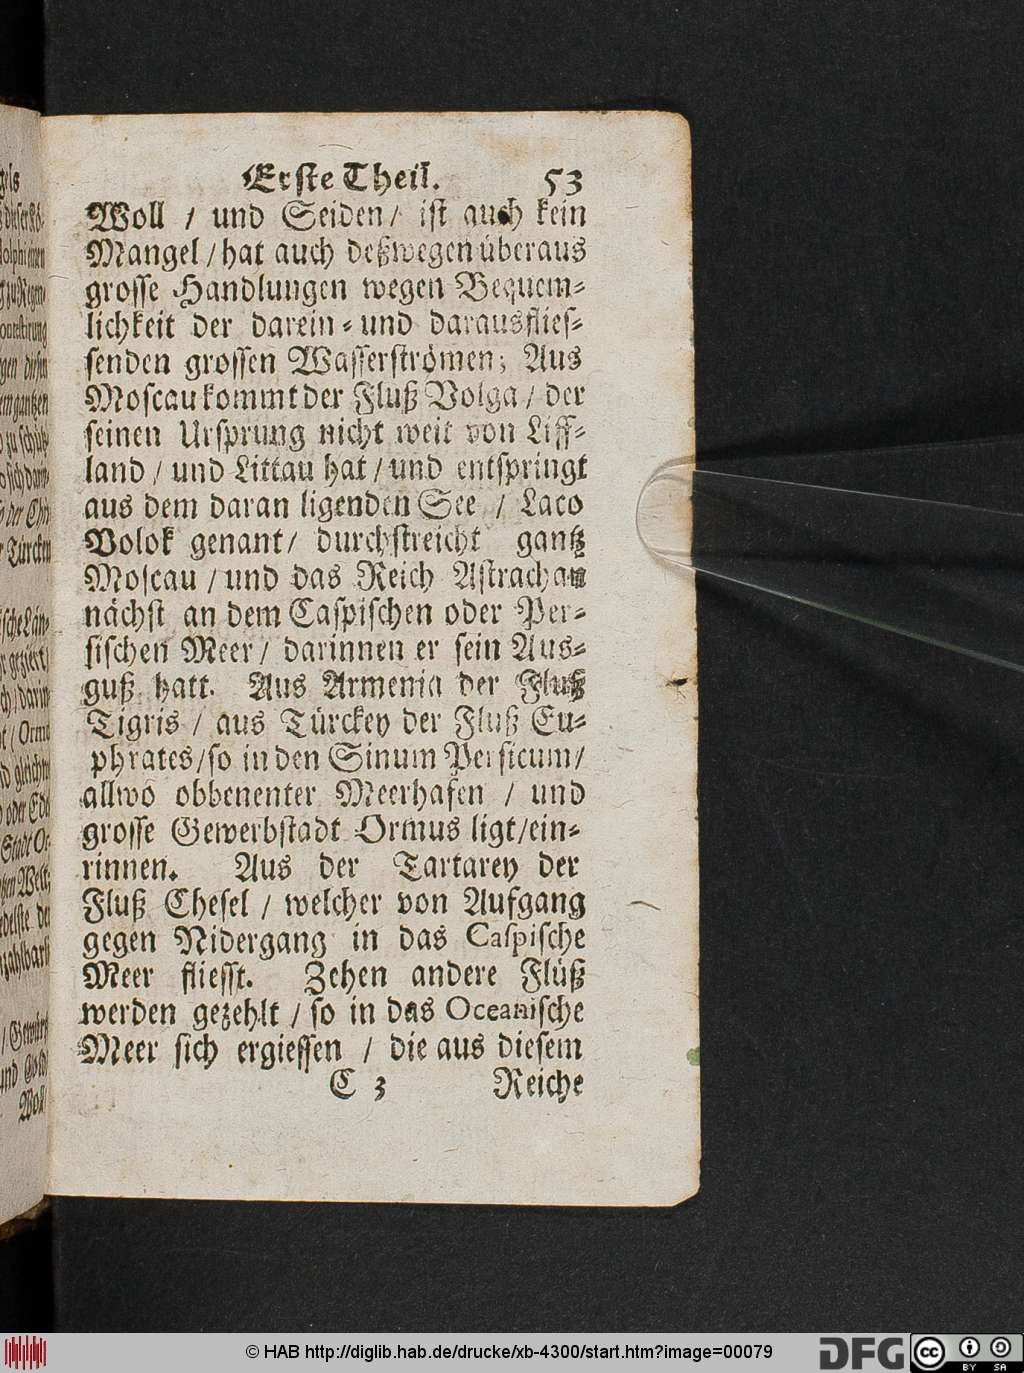 Erste Theil. 53
Woll / und Seiden / ist auch kein
Mangel / hat auch deßwegen überaus
grosse Handlungen wegen Bequem-
lichkeit der darein- und darausflies-
senden grossen Wasserströmen; Aus
Moscau kommt der Fluß Volga / der
seinen Ursprung nicht weit von Liff-
land / und Littau hat / und entspringt
aus dem daran ligenden See / Laco
Volok genant / durchstreicht gantz
Moscau / und das Reich Astrachan
nächst an dem Caspischen oder Per-
sischen Meer / darinnen er sein Aus-
guß hatt. Aus Armenia der Fluß
Tigris / aus Türckey der Fluß Eu-
phrates / so in den Sinum Persicum /
allwo obbenenter Meerhafen / und
grosse Gewerbstadt Ormus ligt / ein-
rinnen. Aus der Tartarey der
Fluß Chesel / welcher von Aufgang
gegen Nidergang in das Caspische
Meer fliesst. Zehen andere Flüß
werden gezehlt / so in das Oceanische
Meer sich ergiessen / die aus diesem
C 3 Reiche
© HAB http://diglib.hab.de/drucke/xb-4300/start.htm?image=00079
DFG
cc BY SA